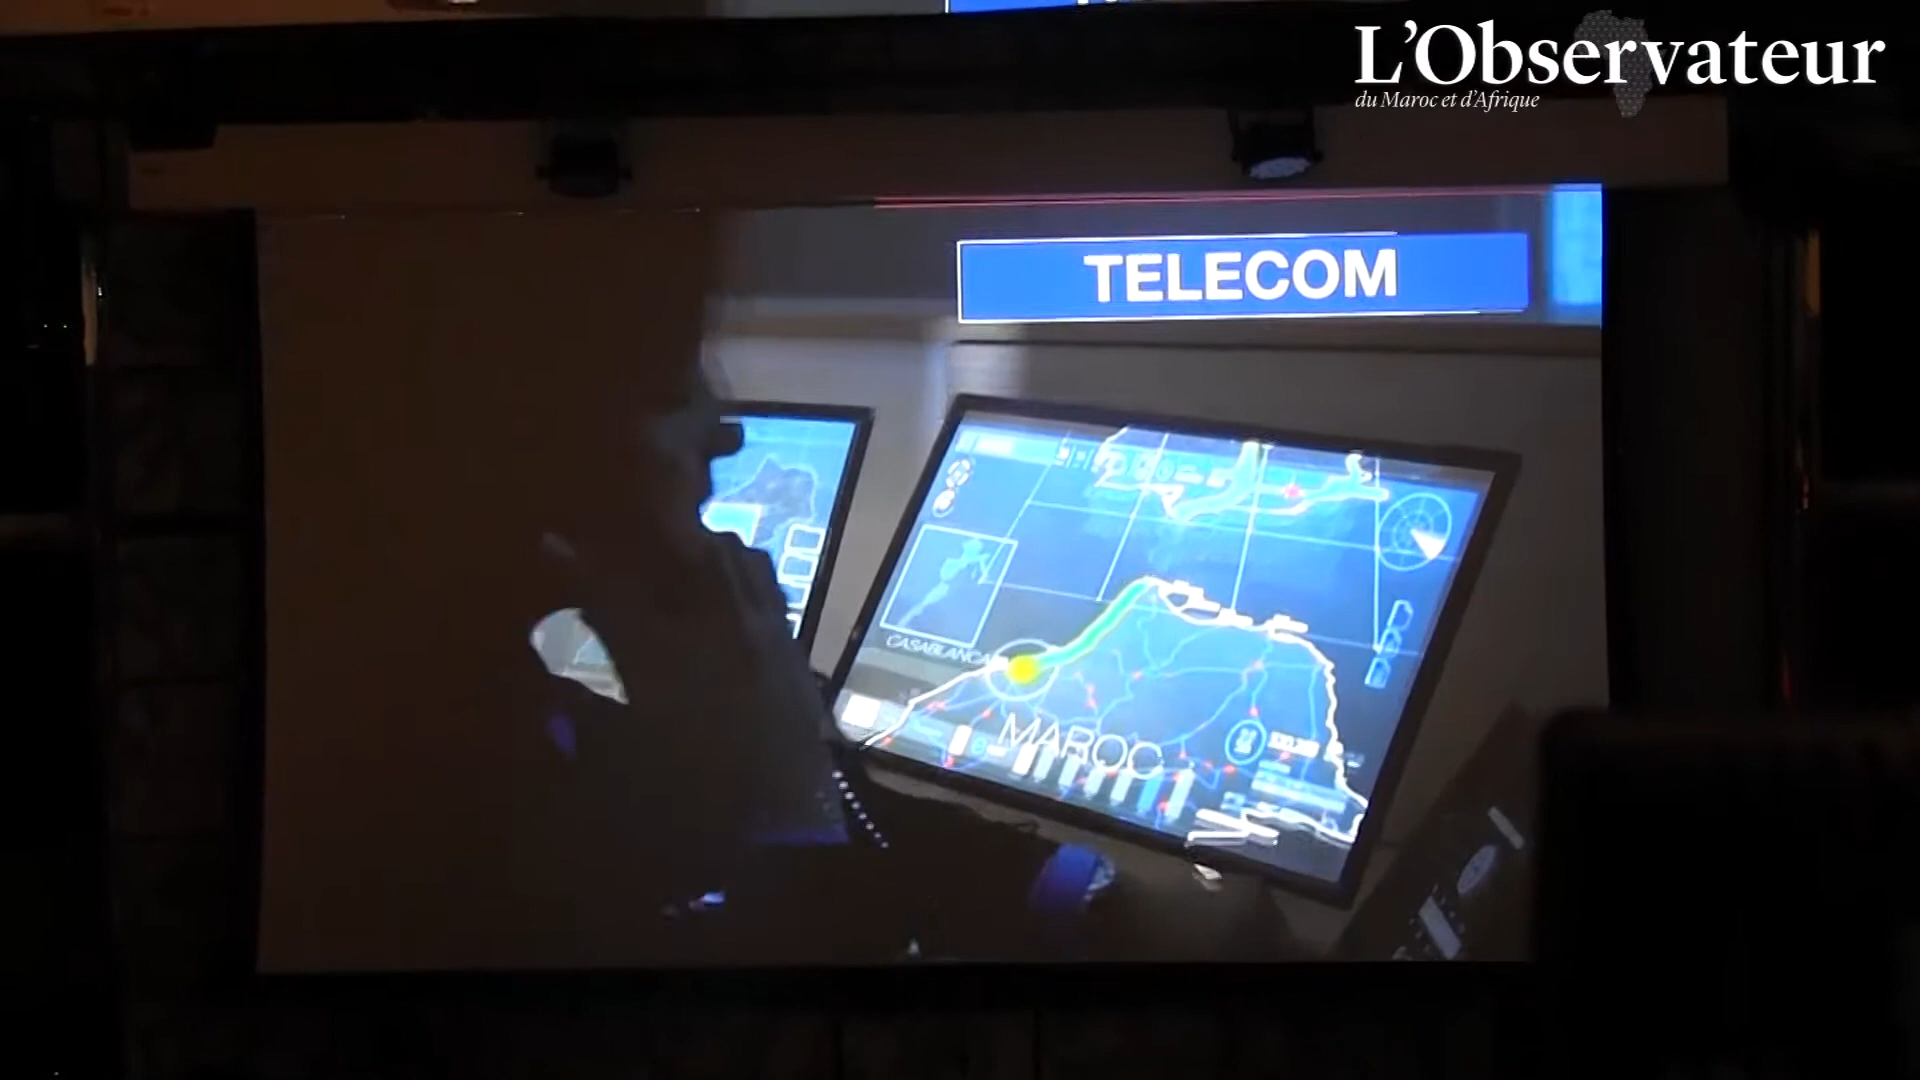 L'Observateur
du Maroc et d'Afrique
TELECOM
CASABLANCA
MAROC